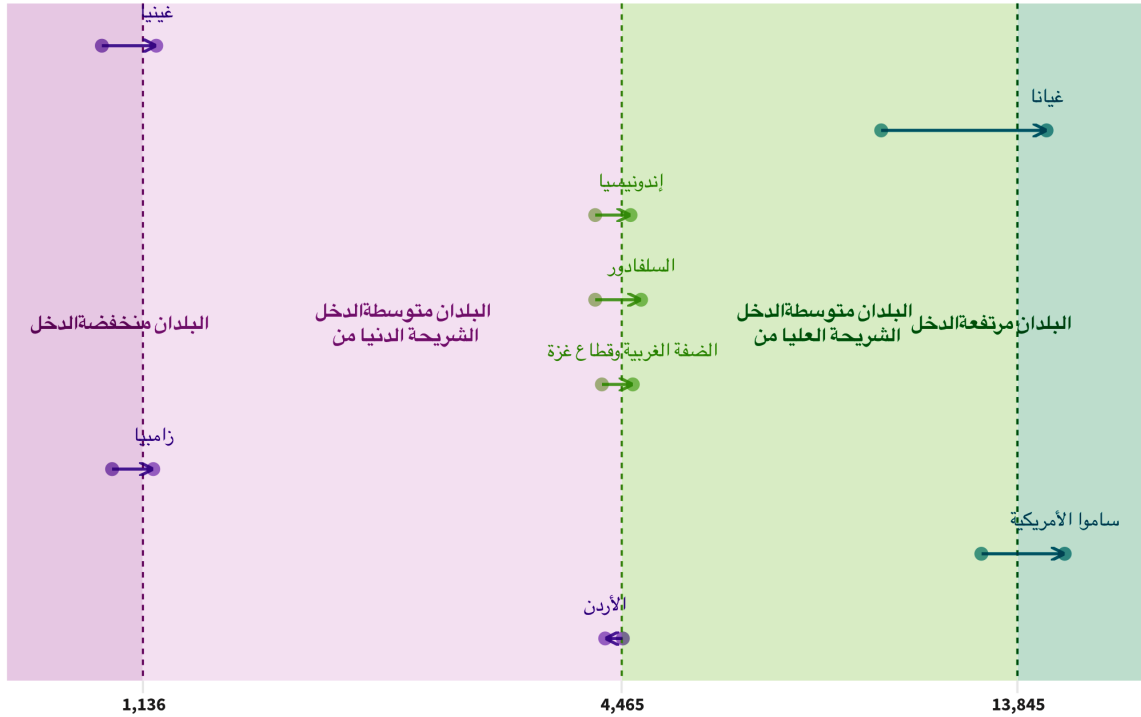 غينيا
غيانا
إندونيسيا
السلفادور
البلدان منخفضة الدخل
البلدان متوسطة الدخل
الشريحة الدنيا من
البلدان متوسطة الدخل
الشريحة العليا من
البلدان مرتفعة الدخل
الضفة الغربية وقطاع غزة
زامبيا
ساموا الأمريكية
الأردن
1,136
4,465
13,845